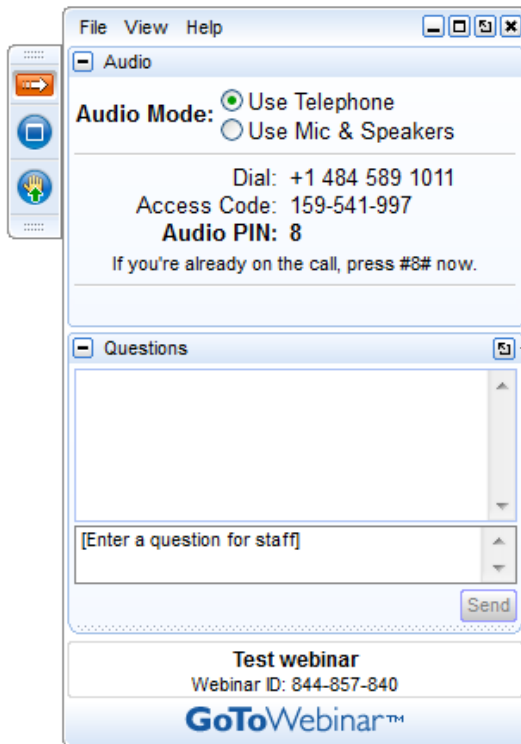 File View Help
Audio
Audio Mode: Use Telephone
Use Mic & Speakers
Dial: +1 484 589 1011
Access Code: 159-541-997
Audio PIN: 8
If you're already on the call, press #8# now.
Questions
[Enter a question for staff]
Send
Test webinar
Webinar ID: 844-857-840
GoToWebinar™